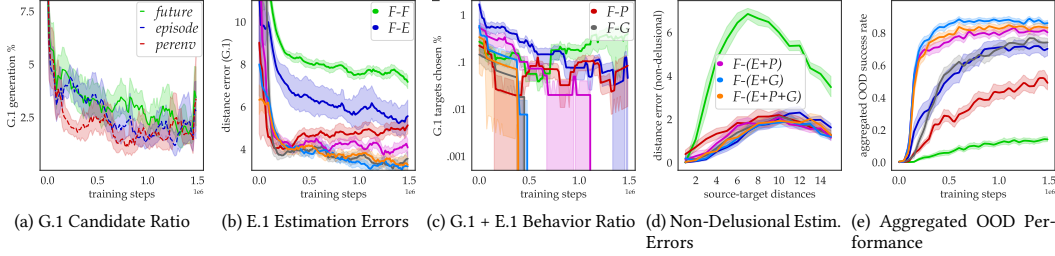 G.1 generation %
7.5
5.0
2.5
future
episode
perenv
0.0
0.5
1.0
1.5
1e6
training steps
(a) G.1 Candidate Ratio
distance error (G.1)
10
8
6
4
F-F
F-E
0.0
0.5
1.0
1.5
1e6
training steps
(b) E.1 Estimation Errors
G.1 targets chosen %
1
.1
.01
.001
F-P
F-G
0.0
0.5
1.0
1.5
1e6
training steps
(c) G.1 + E.1 Behavior Ratio
distance error (non-delusional)
6
4
2
0
F-(E+P)
F-(E+G)
F-(E+P+G)
2
4
6
8
10
12
14
source-target distances
(d) Non-Delusional Estim.
Errors
aggregated OOD success rate
0.8
0.6
0.4
0.2
0.0
0.0
0.5
1.0
1.5
1e6
training steps
(e) Aggregated OOD Per-
formance